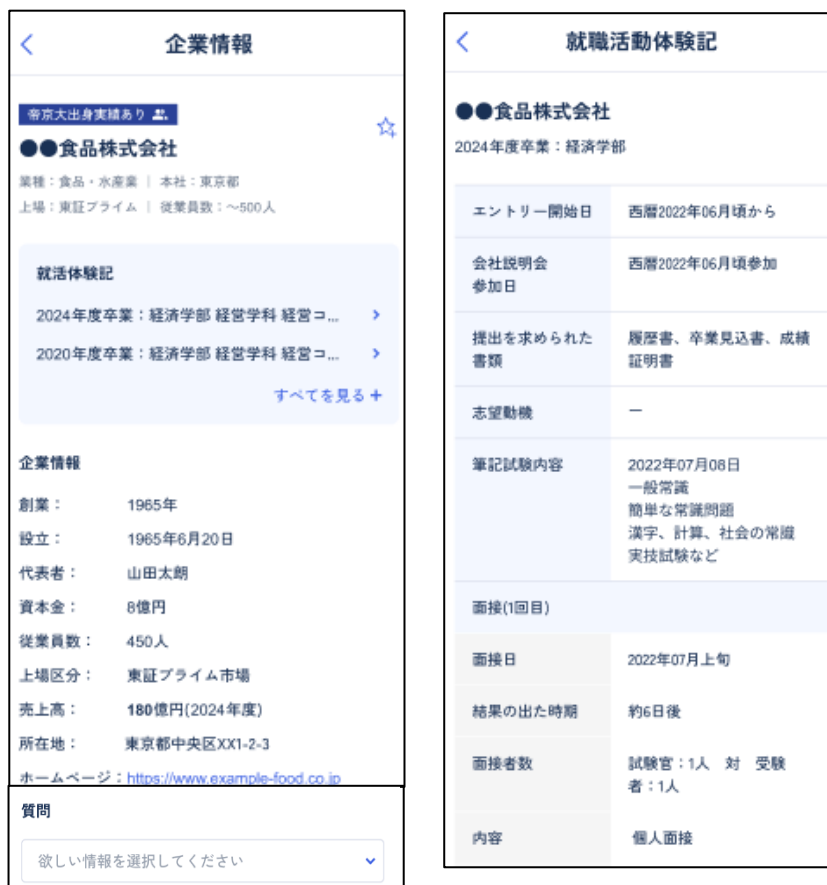 企業情報
帝京大出身実績あり
●●食品株式会社
業種：食品・水産業 ｜ 本社：東京都
上場：東証プライム ｜ 従業員数：～500人
就活体験記
2024年度卒業：経済学部 経営学科 経営コ...
2020年度卒業：経済学部 経営学科 経営コ...
すべてを見る＋
企業情報
創業： 1965年
設立： 1965年6月20日
代表者： 山田太朗
資本金： 8億円
従業員数： 450人
上場区分： 東証プライム市場
売上高： 180億円(2024年度)
所在地： 東京都中央区XX1-2-3
ホームページ：https://www.example-food.co.jp
質問
欲しい情報を選択してください
就職活動体験記
●●食品株式会社
2024年度卒業：経済学部
エントリー開始日 西暦2022年06月頃から
会社説明会 西暦2022年06月頃参加
参加日
提出を求められた 履歴書、卒業見込書、成績
書類 証明書
志望動機 ー
筆記試験内容 2022年07月08日
一般常識
簡単な常識問題
漢字、計算、社会の常識
実技試験など
面接(1回目)
面接日 2022年07月上旬
結果の出た時期 約6日後
面接者数 試験官：1人 対 受験
者：1人
内容 個人面接